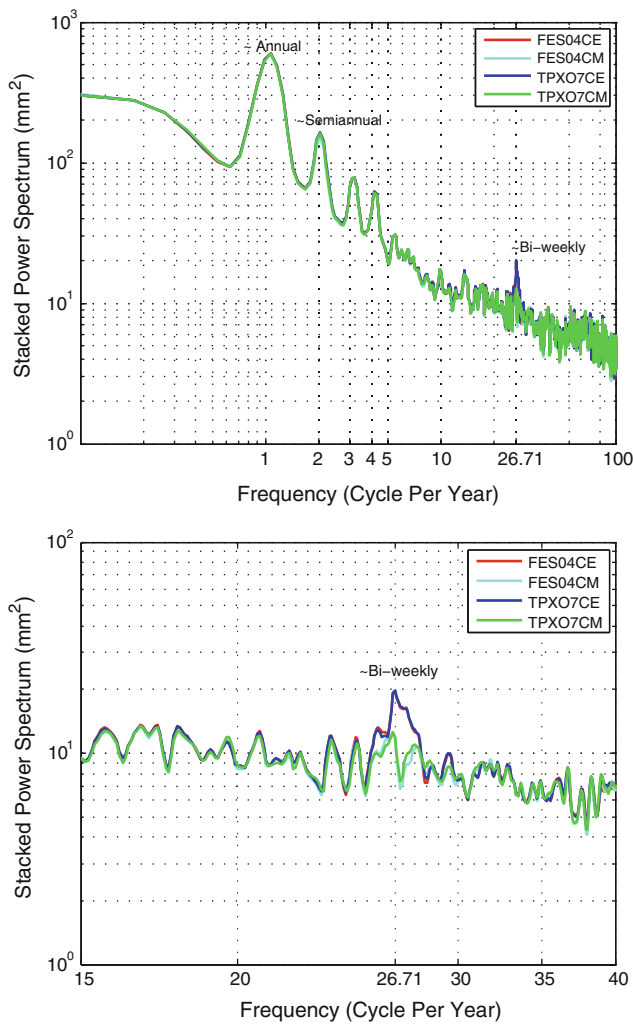 10³
~ Annual
FES04CE
FES04CM
TPXO7CE
TPXO7CM
~Semiannual
10²
~Bi−weekly
10¹
10⁰
Stacked Power Spectrum (mm²)
1 2 3 4 5 10 26.71 100
Frequency (Cycle Per Year)
10²
FES04CE
FES04CM
TPXO7CE
TPXO7CM
~Bi−weekly
10¹
10⁰
Stacked Power Spectrum (mm²)
15 20 26.71 30 35 40
Frequency (Cycle Per Year)